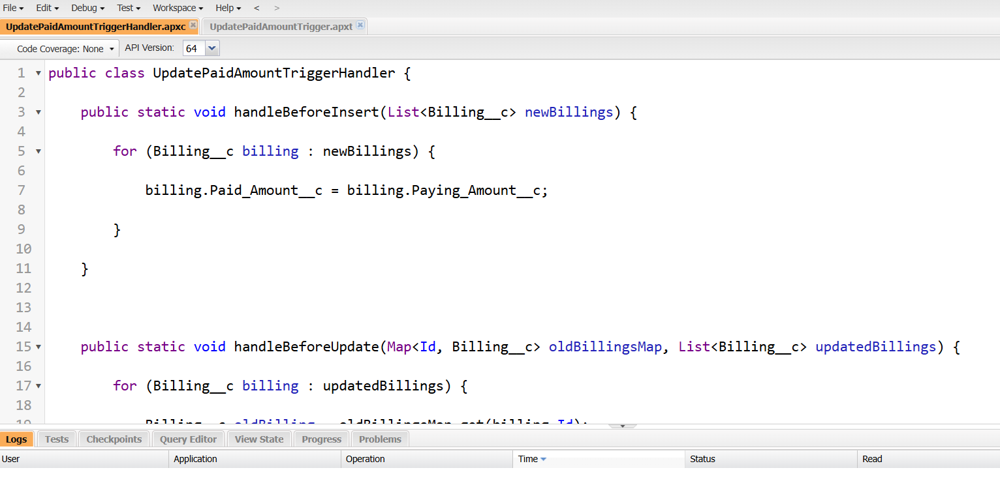 File Edit Debug Test Workspace Help < >
UpdatePaidAmountTriggerHandler.apxc UpdatePaidAmountTrigger.apxt
Code Coverage: None API Version: 64
1 public class UpdatePaidAmountTriggerHandler {
2
3 public static void handleBeforeInsert(List<Billing__c> newBillings) {
4
5 for (Billing__c billing : newBillings) {
6
7 billing.Paid_Amount__c = billing.Paying_Amount__c;
8
9 }
10
11 }
12
13
14
15 public static void handleBeforeUpdate(Map<Id, Billing__c> oldBillingsMap, List<Billing__c> updatedBillings) {
16
17 for (Billing__c billing : updatedBillings) {
18
19 Billing__c oldBilling = oldBillingsMap.get(billing.Id);
Logs Tests Checkpoints Query Editor View State Progress Problems
User Application Operation Time Status Read